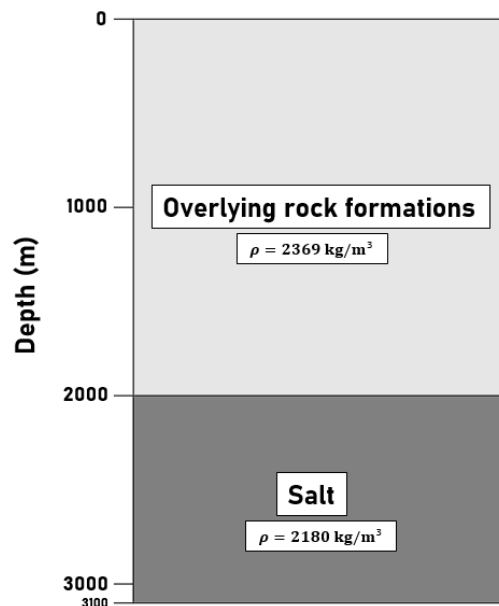 0
1000
Overlying rock formations
ρ = 2369 kg/m³
Depth (m)
2000
Salt
ρ = 2180 kg/m³
3000
3100